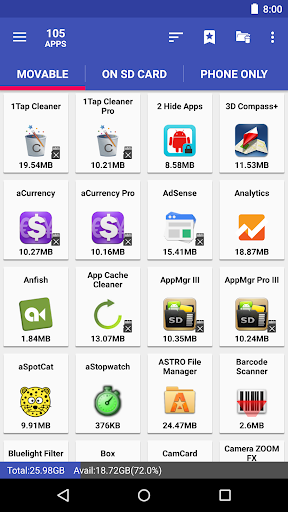 8:00
105
APPS
MOVABLE
ON SD CARD
PHONE ONLY
1Tap Cleaner
1Tap Cleaner
Pro
2 Hide Apps
3D Compass+
19.54MB
10.21MB
8.58MB
11.53MB
aCurrency
aCurrency Pro
AdSense
Analytics
10.27MB
10.16MB
15.41MB
18.87MB
Anfish
App Cache
Cleaner
AppMgr III
AppMgr Pro III
SD
SD
1.84MB
13.07MB
10.35MB
10.24MB
aSpotCat
aStopwatch
ASTRO File
Manager
Barcode
Scanner
9.91MB
376KB
24.47MB
2.6MB
Bluelight Filter
Box
CamCard
Camera ZOOM
FX
Total:25.98GB Avail:18.72GB(72.0%)